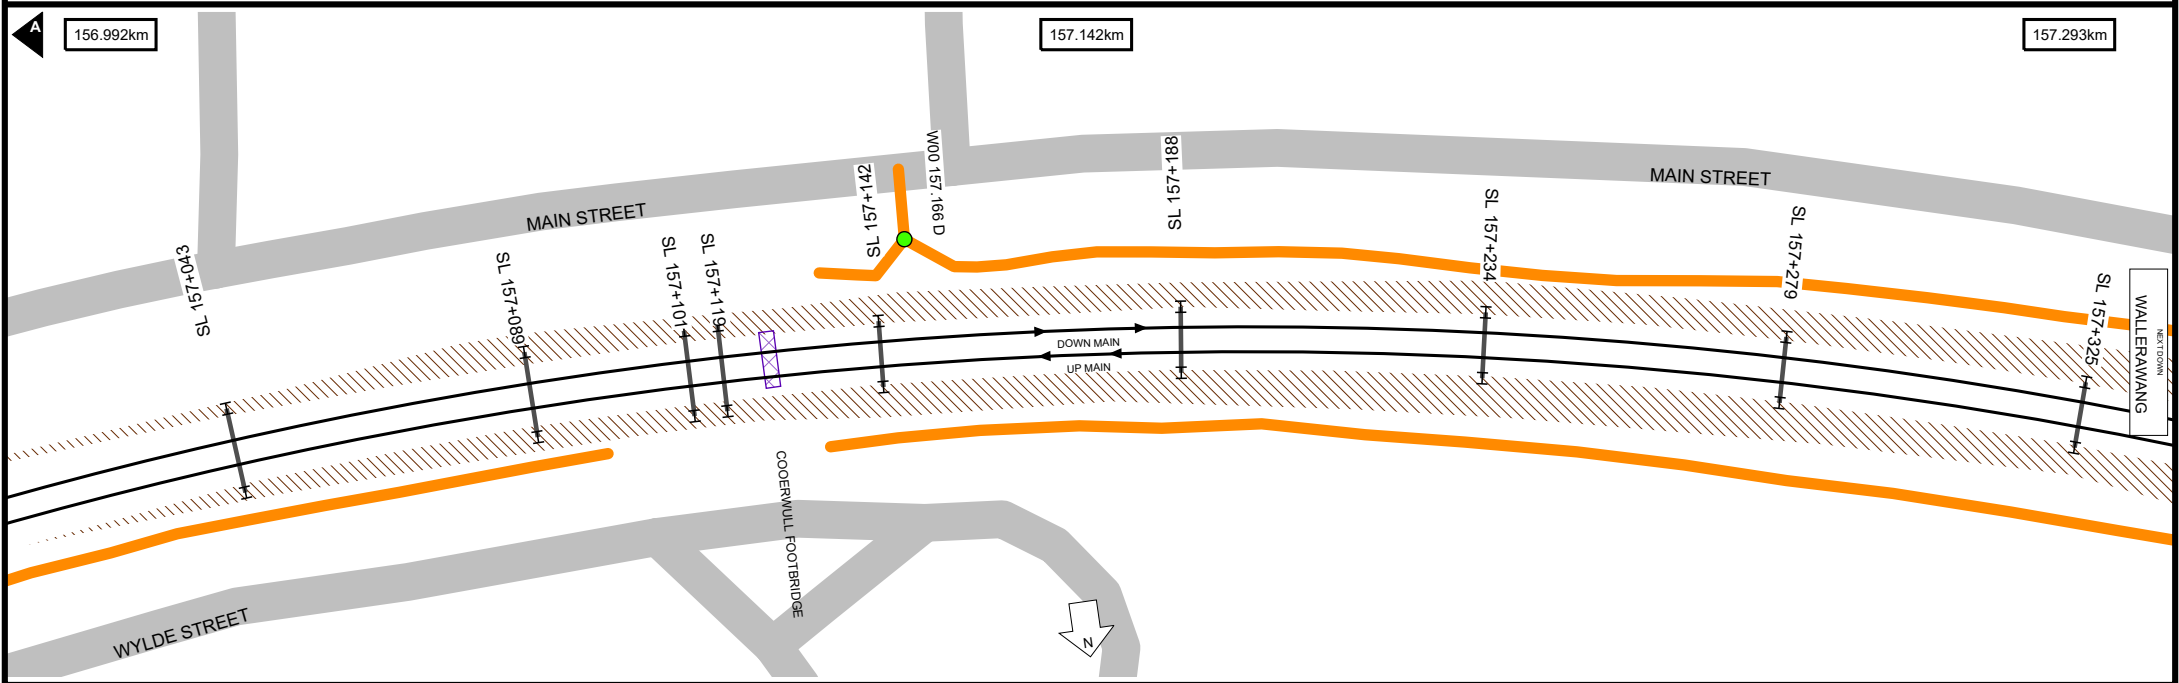 A
156.992km
157.142km
157.293km
MAIN STREET
MAIN STREET
SL 157+043
SL 157+089
SL 157+101
SL 157+119
SL 157+142
W00 157.166 D
SL 157+188
SL 157+234
SL 157+279
SL 157+325
DOWN MAIN
UP MAIN
NEXT DOWN
WALLERAWANG
COOERWULL FOOTBRIDGE
WYLDE STREET
N